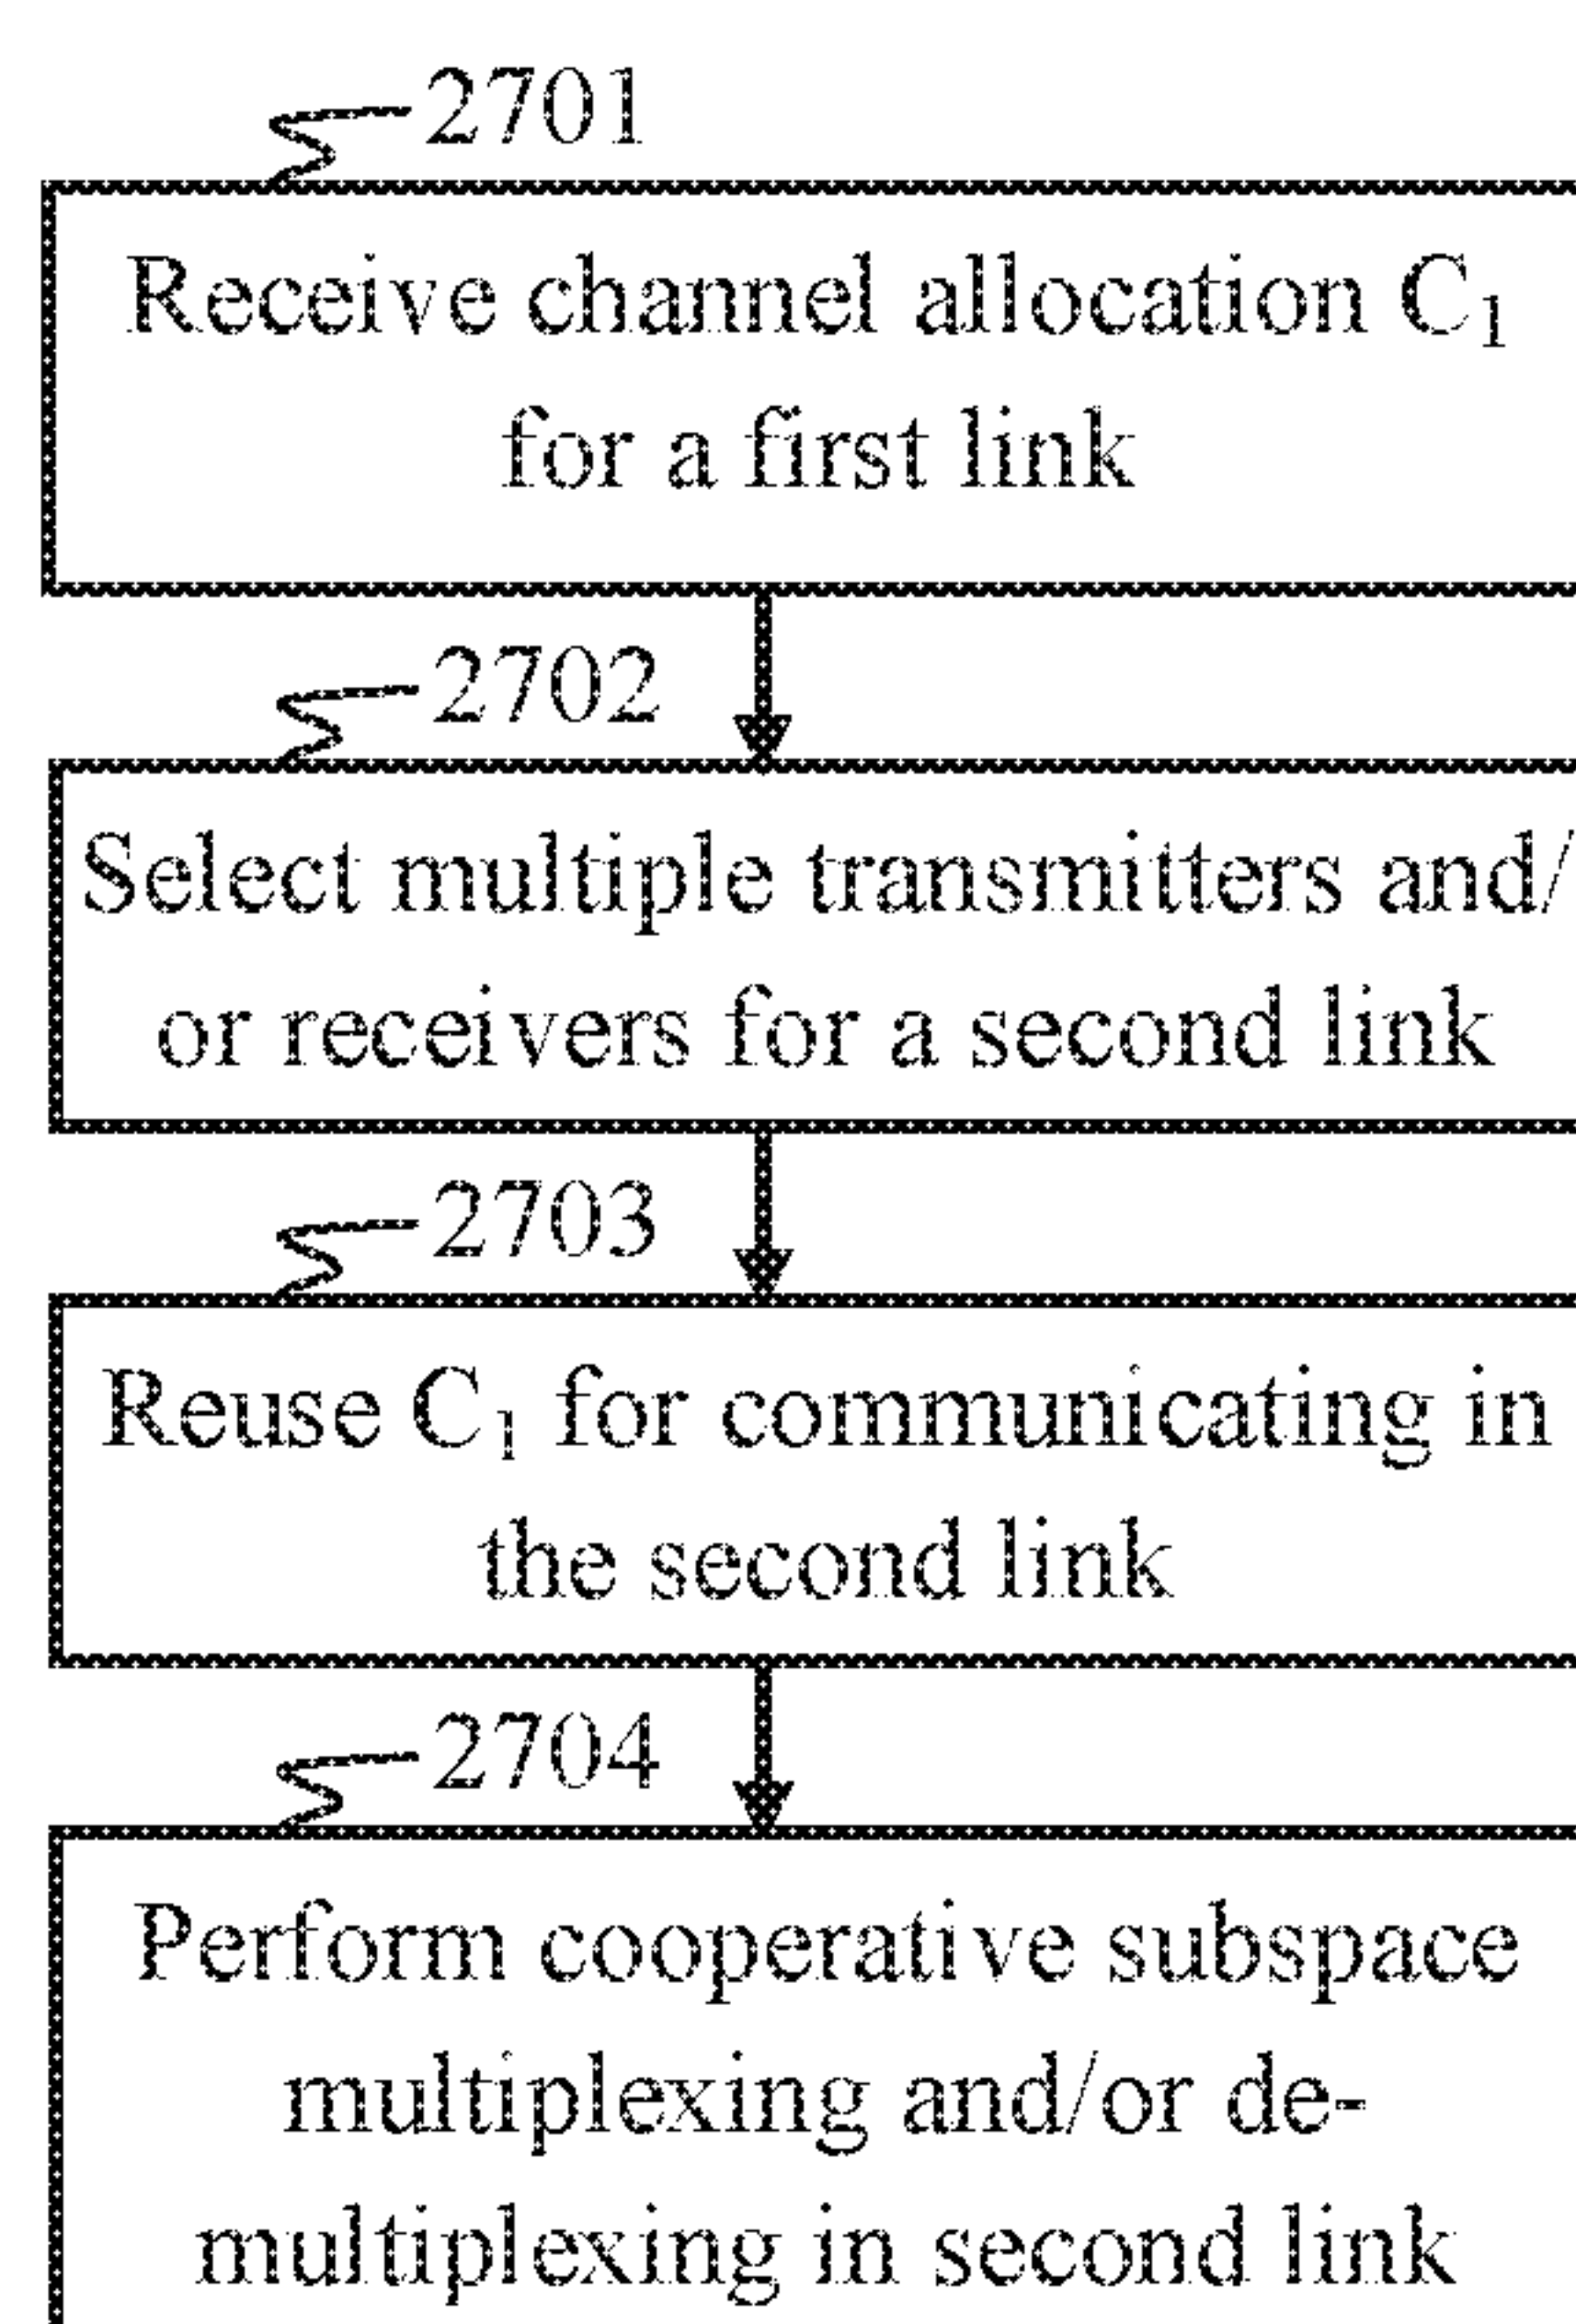 2701
Receive channel allocation C₁
for a first link
2702
Select multiple transmitters and/
or receivers for a second link
2703
Reuse C₁ for communicating in
the second link
2704
Perform cooperative subspace
multiplexing and/or de-
multiplexing in second link